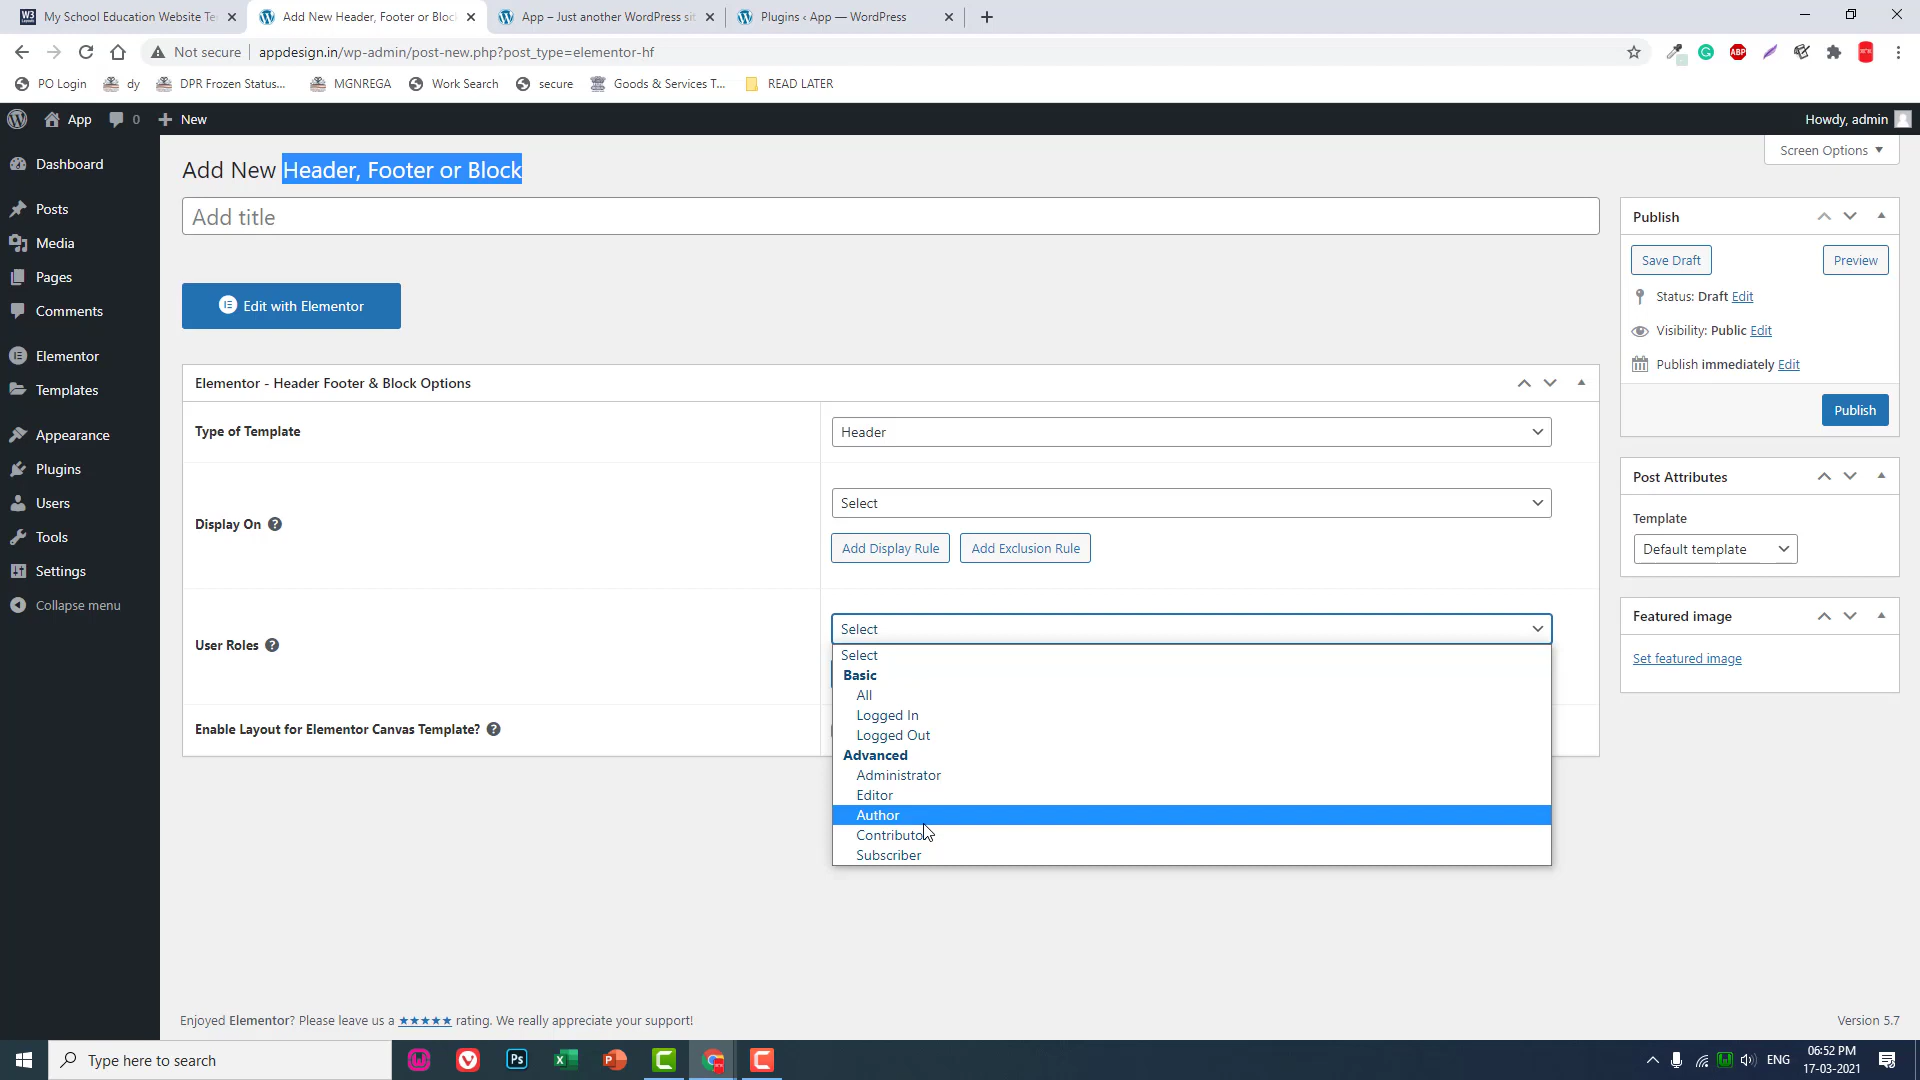 My School Education Website Te
Add New Header, Footer or Block
App – Just another WordPress sit
Plugins ‹ App — WordPress
Not secure
appdesign.in/wp-admin/post-new.php?post_type=elementor-hf
ABP
PO Login
dy
DPR Frozen Status...
MGNREGA
Work Search
secure
Goods & Services T...
READ LATER
App
0
New
Howdy, admin
Screen Options
Dashboard
Posts
Media
Pages
Comments
Elementor
Templates
Appearance
Plugins
Users
Tools
Settings
Collapse menu
Add New Header, Footer or Block
Add title
Edit with Elementor
Elementor - Header Footer & Block Options
Type of Template
Header
Display On
Select
Add Display Rule
Add Exclusion Rule
User Roles
Select
Select
Basic
All
Logged In
Logged Out
Advanced
Administrator
Editor
Author
Contributo
Subscriber
Enable Layout for Elementor Canvas Template?
Publish
Save Draft
Preview
Status: Draft Edit
Visibility: Public Edit
Publish immediately Edit
Publish
Post Attributes
Template
Default template
Featured image
Set featured image
Enjoyed Elementor? Please leave us a ★★★★★ rating. We really appreciate your support!
Version 5.7
Type here to search
Ps
ENG
06:52 PM
17-03-2021